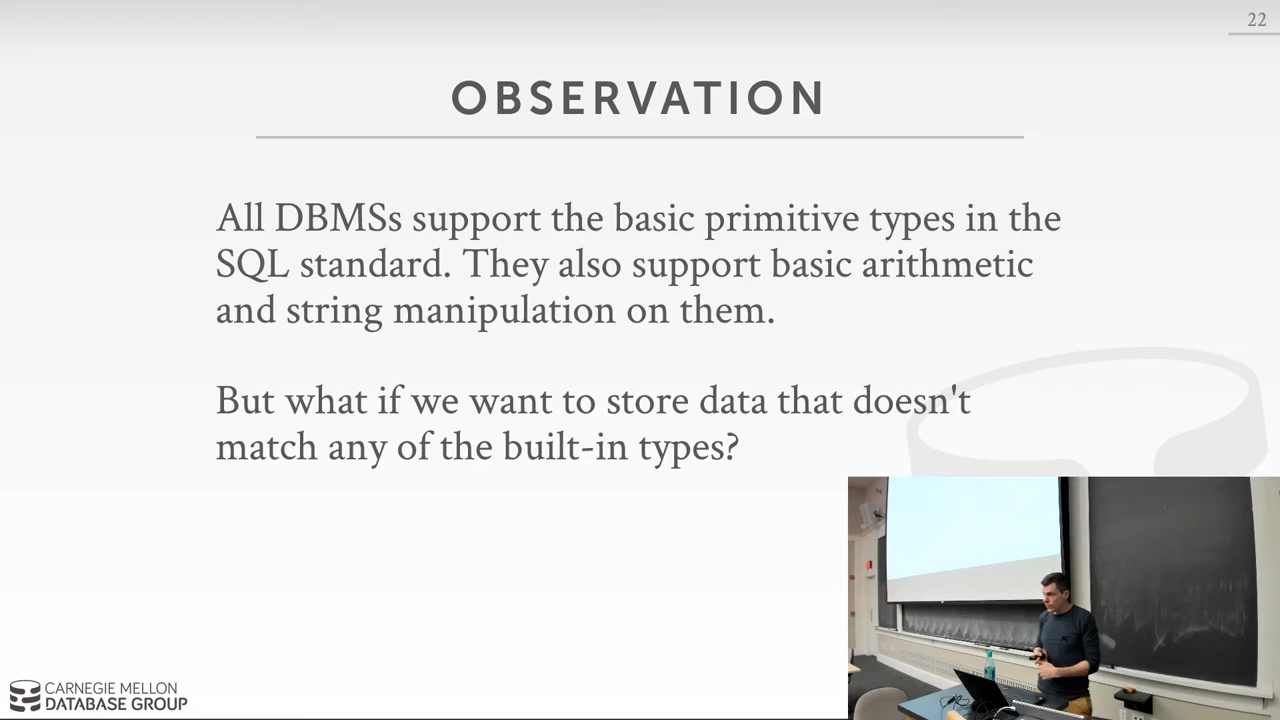 22
OBSERVATION
All DBMSs support the basic primitive types in the
SQL standard. They also support basic arithmetic
and string manipulation on them.
But what if we want to store data that doesn't
match any of the built-in types?
CARNEGIE MELLON
DATABASE GROUP